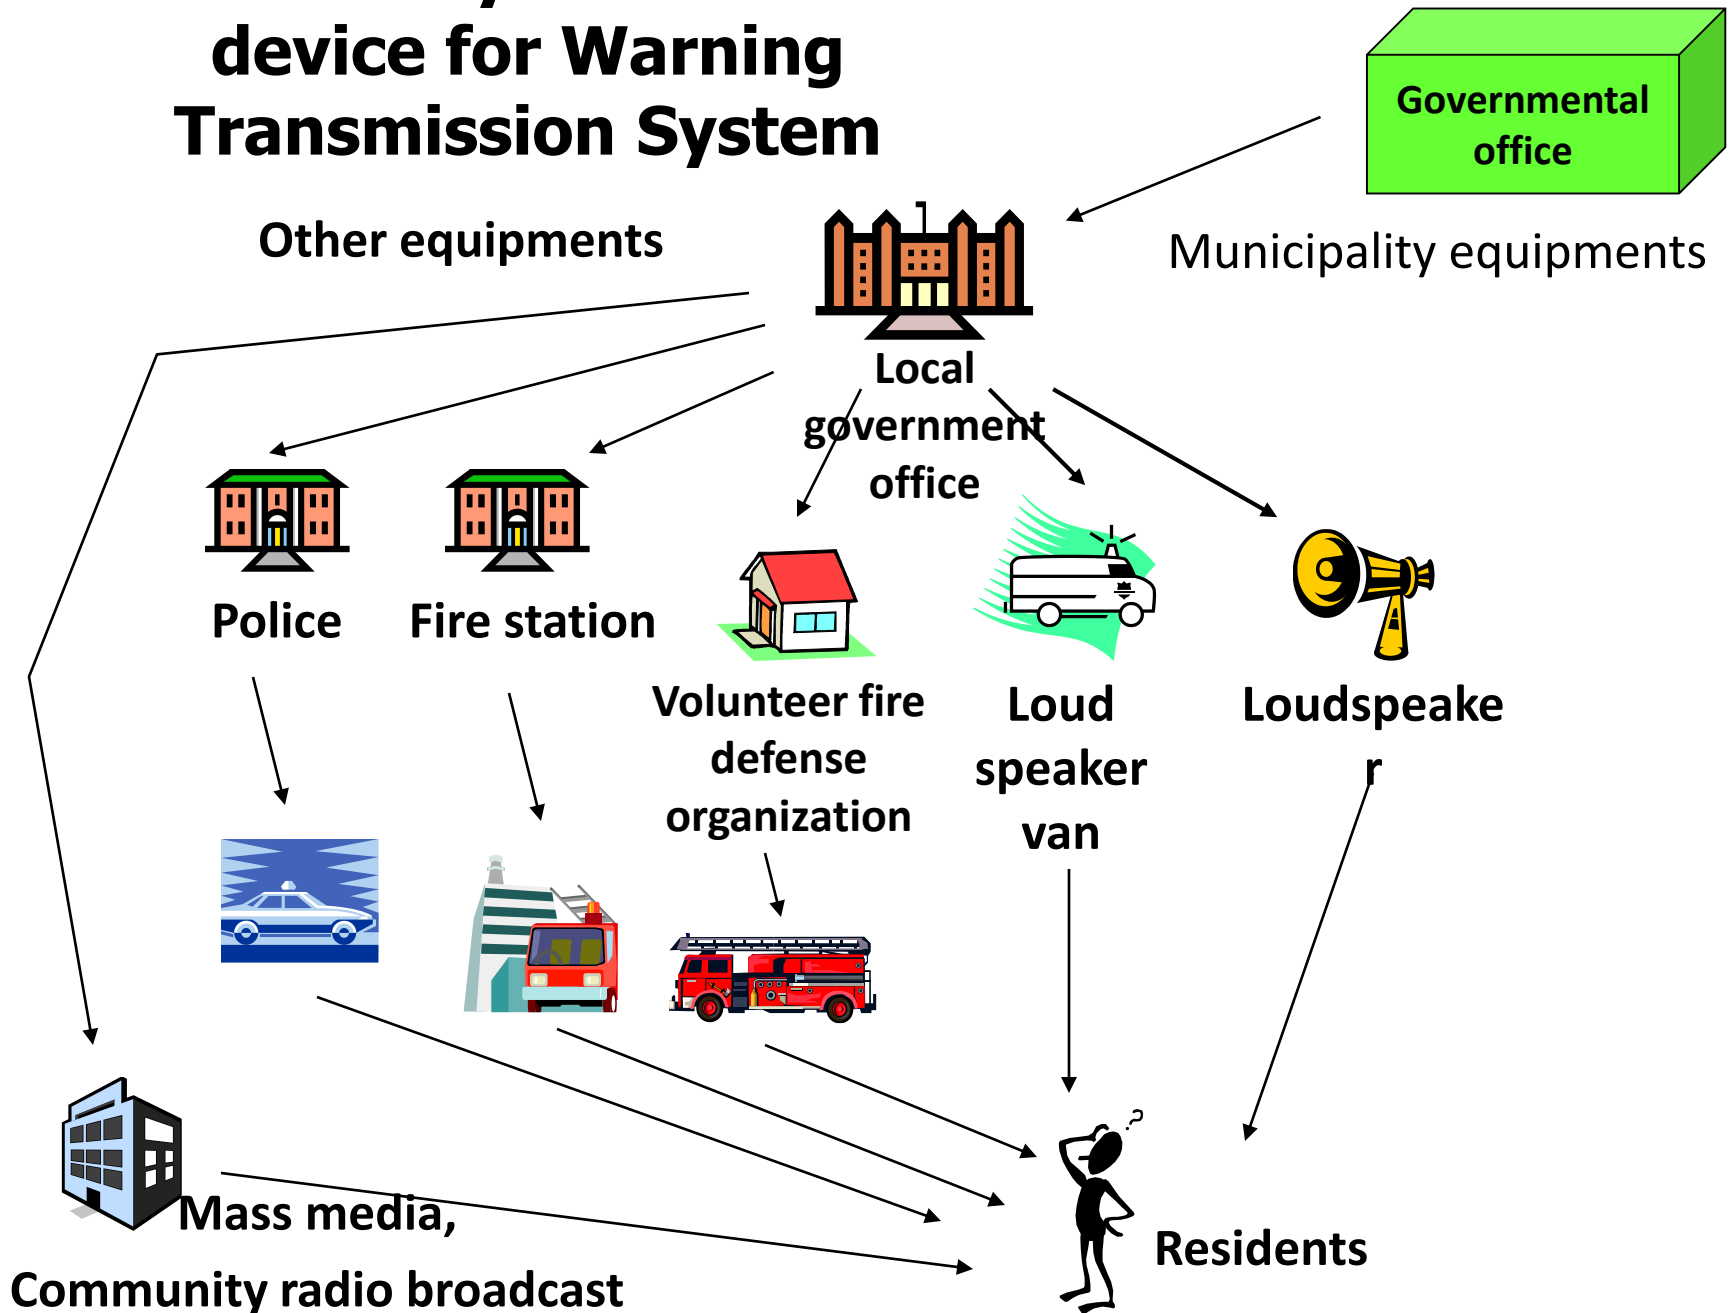 device for Warning
Transmission System
Governmental
office
Other equipments
Municipality equipments
Local
government
office
Police
Fire station
Volunteer fire
defense
organization
Loud
speaker
van
Loudspeake
r
Mass media,
Community radio broadcast
Residents
?